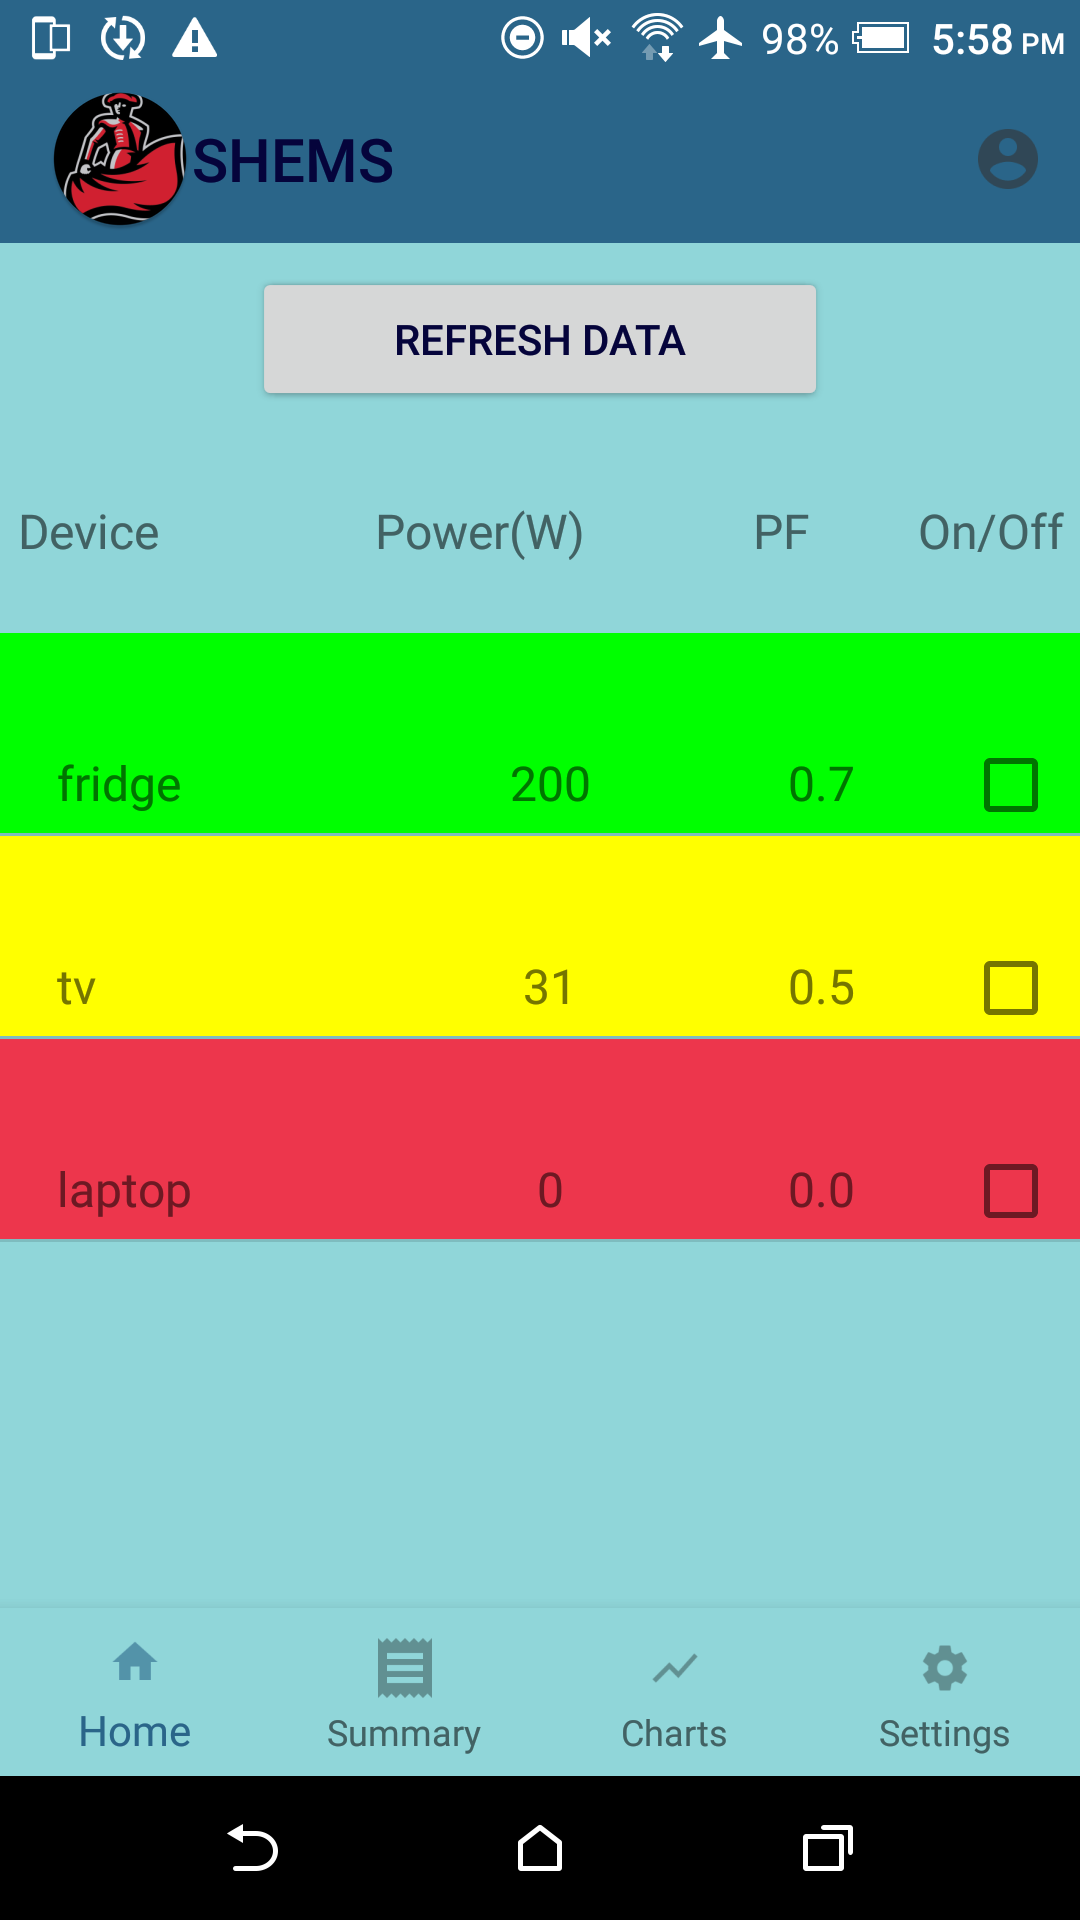 98% 5:58 PM
SHEMS
REFRESH DATA
Device Power(W) PF On/Off
fridge 200 0.7
tv 31 0.5
laptop 0 0.0
Home Summary Charts Settings